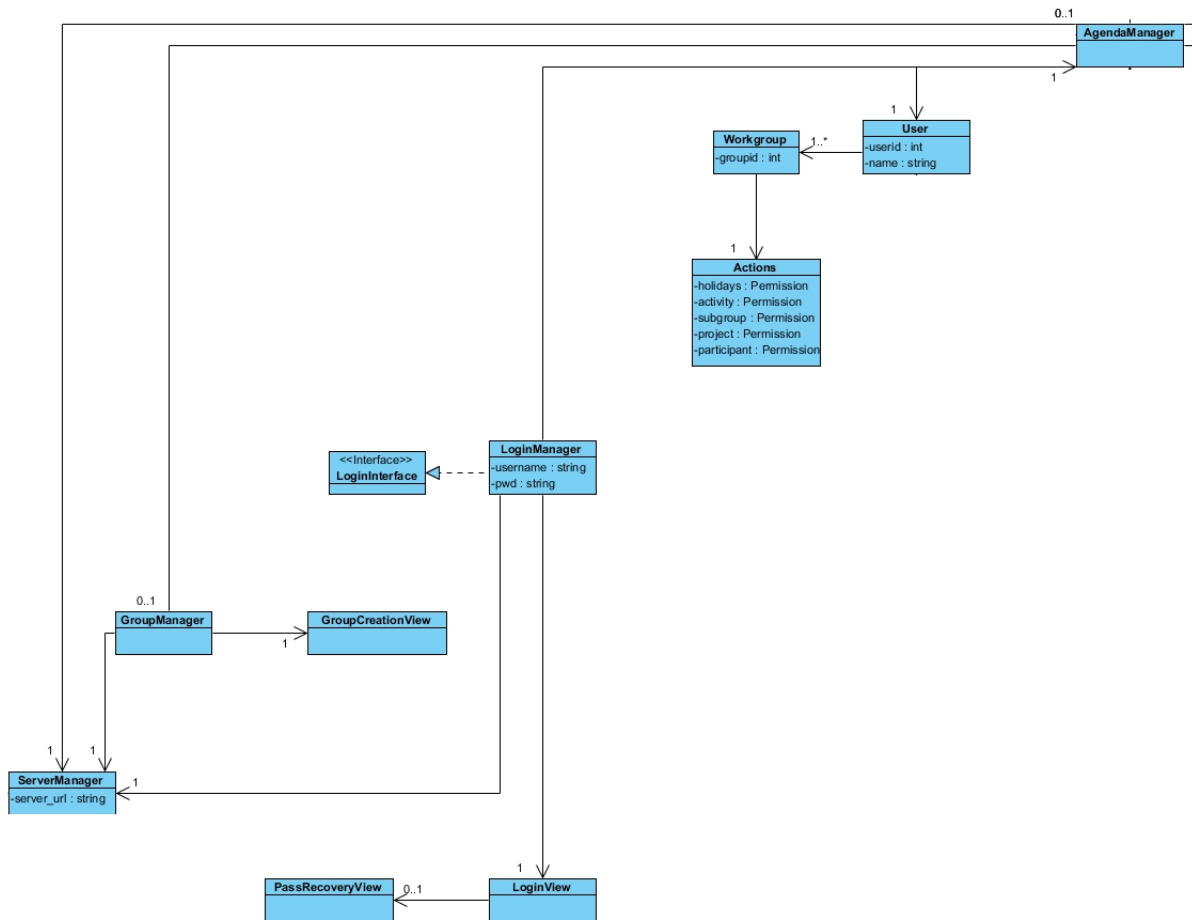 0..1
AgendaManager
1
1
User
-userid : int
-name : string
Workgroup
-groupid : int
1..*
1
Actions
-holidays : Permission
-activity : Permission
-subgroup : Permission
-project : Permission
-participant : Permission
<<Interface>>
LoginInterface
LoginManager
-username : string
-pwd : string
0..1
GroupManager
1
GroupCreationView
1
1
1
ServerManager
-server_url : string
1
PassRecoveryView
0..1
LoginView